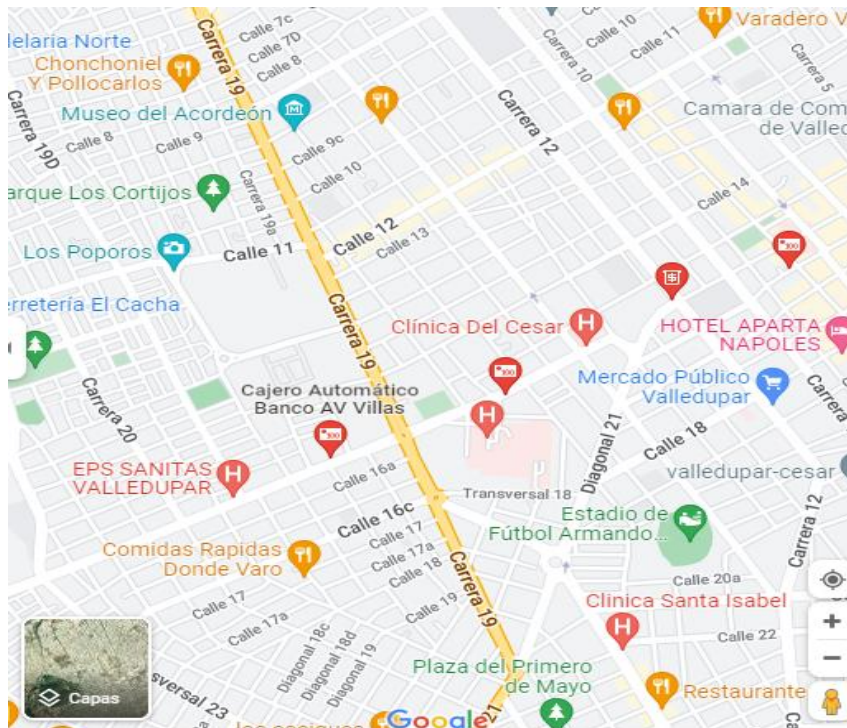 Calle 7c
Calle 10
Varadero V
Carrera 19
Calle 7D
Calle 11
delaria Norte
Chonchoniel
Y Pollocarlos
Calle 8
Carrera 10
Carrera 5
Museo del Acordeón
Carrera 12
Camara de Com
de Valled
Carrera 19D
Calle 8
Calle 9
Calle 9c
Calle 10
arque Los Cortijos
Carrera 19a
Calle 14
Calle 12
Los Poporos
Calle 11
Calle 13
erretería El Cacha
Carrera 19
Clínica Del Cesar
HOTEL APARTA
NAPOLES
Cajero Automático
Banco AV Villas
Mercado Público
Valledupar
Carrera 20
Diagonal 21
Calle 18
EPS SANITAS
VALLEDUPAR
Calle 16a
valledupar-cesar
Transversal 18
Calle 16c
Estadio de
Fútbol Armando...
Carrera 12
Calle 17
Comidas Rapidas
Donde Varo
Calle 17a
Calle 18
Carrera 19
Calle 20a
Calle 17
Calle 19
Clinica Santa Isabel
Calle 17a
Diagonal 18c
Diagonal 18d
Diagonal 19
Calle 22
Plaza del Primero
de Mayo
Capas
sversal 23
21
Restaurante
Google